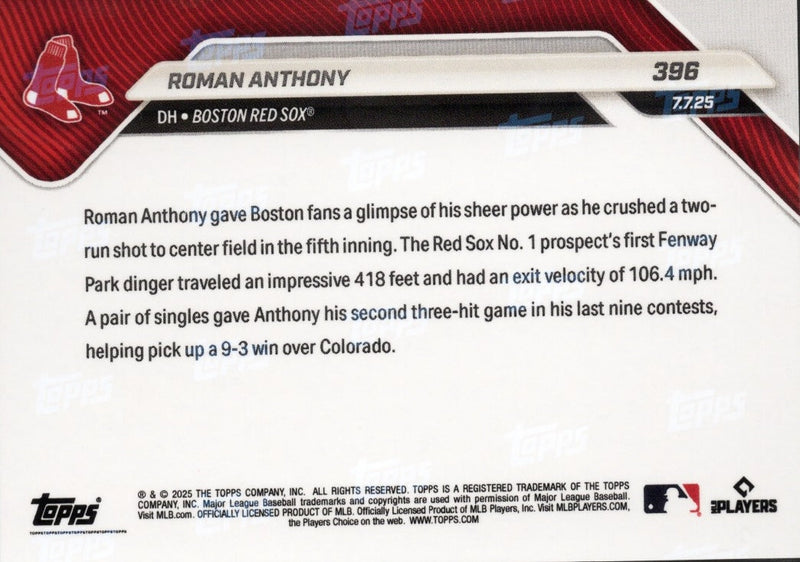 Topps
ROMAN ANTHONY
396
DH • BOSTON RED SOX®
7.7.25
TM
Roman Anthony gave Boston fans a glimpse of his sheer power as he crushed a two-
run shot to center field in the fifth inning. The Red Sox No. 1 prospect's first Fenway
Park dinger traveled an impressive 418 feet and had an exit velocity of 106.4 mph.
A pair of singles gave Anthony his second three-hit game in his last nine contests,
helping pick up a 9-3 win over Colorado.
® & © 2025 THE TOPPS COMPANY, INC. ALL RIGHTS RESERVED. TOPPS IS A REGISTERED TRADEMARK OF THE TOPPS
COMPANY, INC. Major League Baseball trademarks and copyrights are used with permission of Major League Baseball.
Visit MLB.com. OFFICIALLY LICENSED PRODUCT OF MLB. Officially Licensed Product of MLB Players, Inc. Visit MLBPLAYERS.COM,
the Players Choice on the web. WWW.TOPPS.COM
Topps®
TOPPSTOPPSTOPPSTOPPSTOPPSTOPPS
MLB PLAYERS